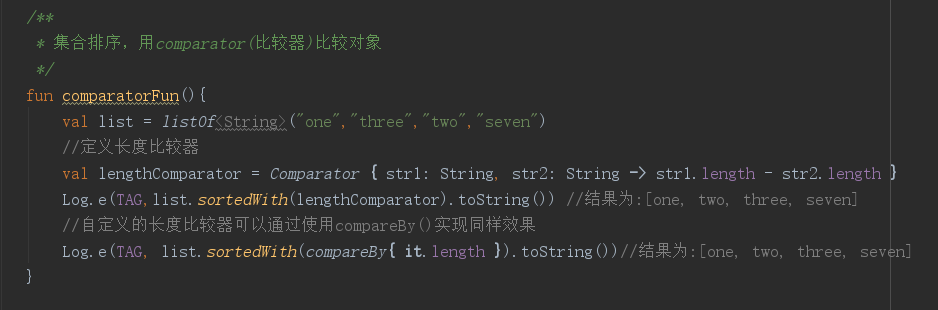 /**
* 集合排序，用comparator(比较器)比较对象
*/
fun comparatorFun(){
val list = listOf<String>("one","three","two","seven")
//定义长度比较器
val lengthComparator = Comparator { str1: String, str2: String -> str1.length - str2.length }
Log.e(TAG,list.sortedWith(lengthComparator).toString()) //结果为:[one, two, three, seven]
//自定义的长度比较器可以通过使用compareBy()实现同样效果
Log.e(TAG, list.sortedWith(compareBy{ it.length }).toString())//结果为:[one, two, three, seven]
}